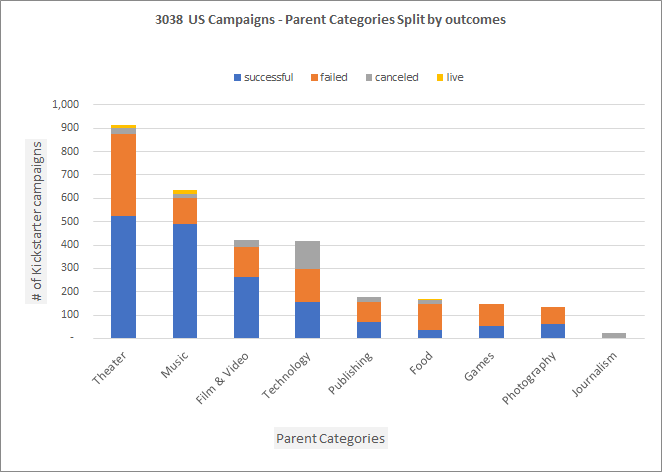 3038 US Campaigns - Parent Categories Split by outcomes
successful failed canceled live
1,000
900
800
700
600
500
400
300
200
100
-
# of Kickstarter campaigns
Theater
Music
Film & Video
Technology
Publishing
Food
Games
Photography
Journalism
Parent Categories